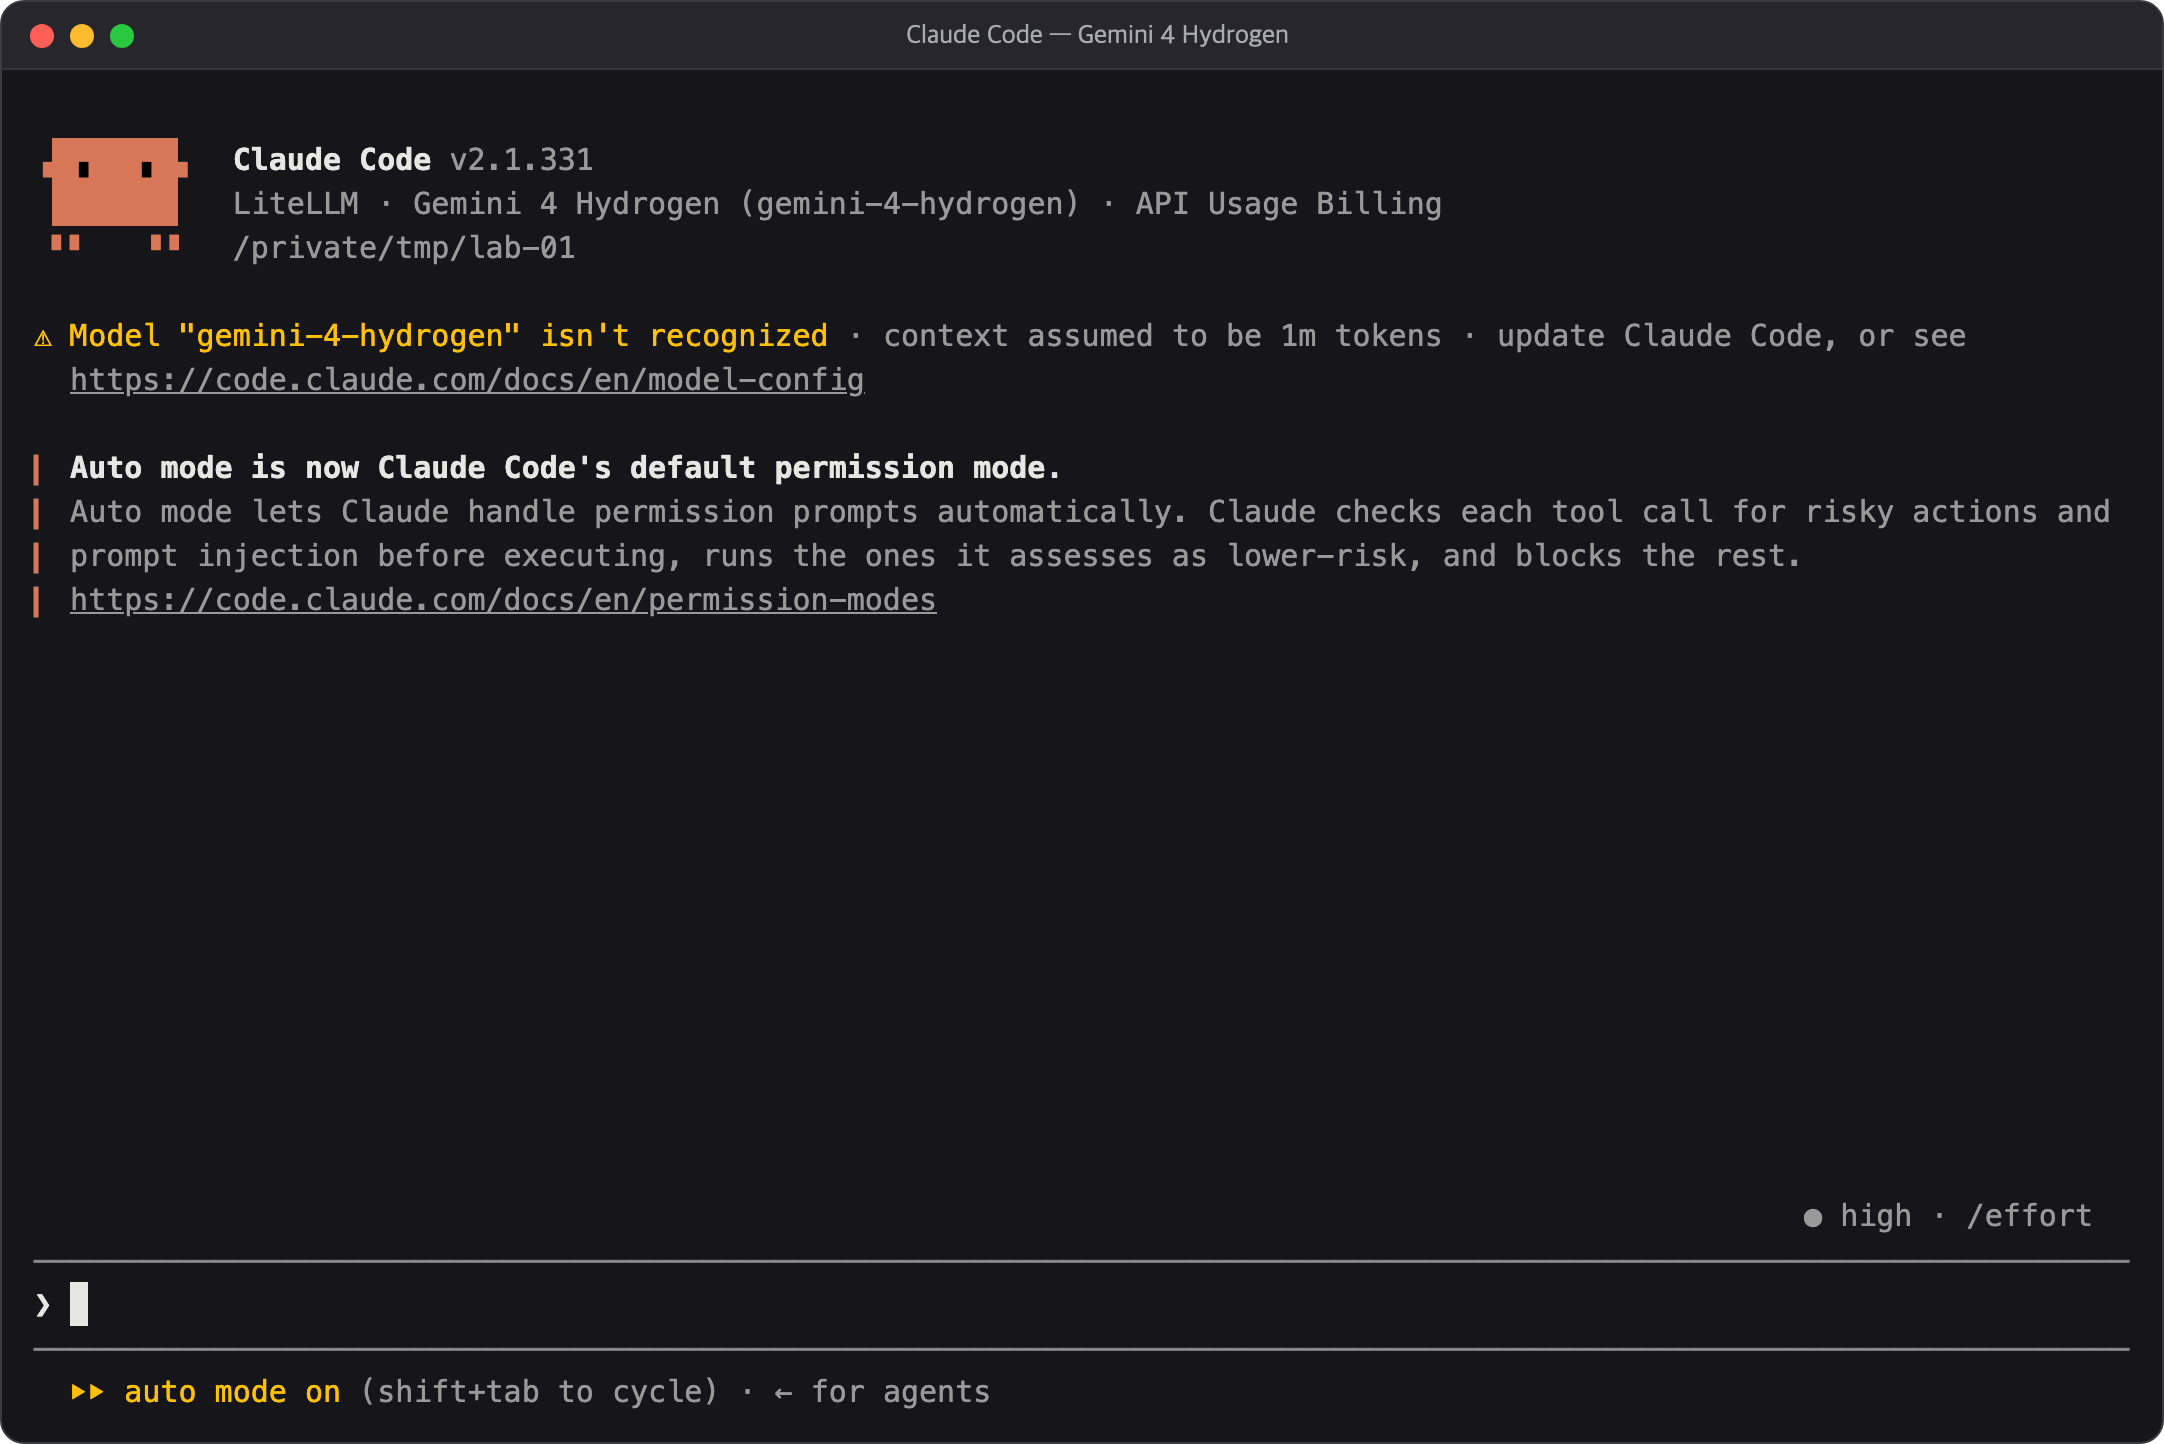 Claude Code — Gemini 4 Hydrogen
Claude Code v2.1.331
LiteLLM · Gemini 4 Hydrogen (gemini-4-hydrogen) · API Usage Billing
/private/tmp/lab-01
⚠ Model "gemini-4-hydrogen" isn't recognized · context assumed to be 1m tokens · update Claude Code, or see
https://code.claude.com/docs/en/model-config
Auto mode is now Claude Code's default permission mode.
Auto mode lets Claude handle permission prompts automatically. Claude checks each tool call for risky actions and
prompt injection before executing, runs the ones it assesses as lower-risk, and blocks the rest.
https://code.claude.com/docs/en/permission-modes
● high · /effort
❯
⏵⏵ auto mode on (shift+tab to cycle) · ← for agents